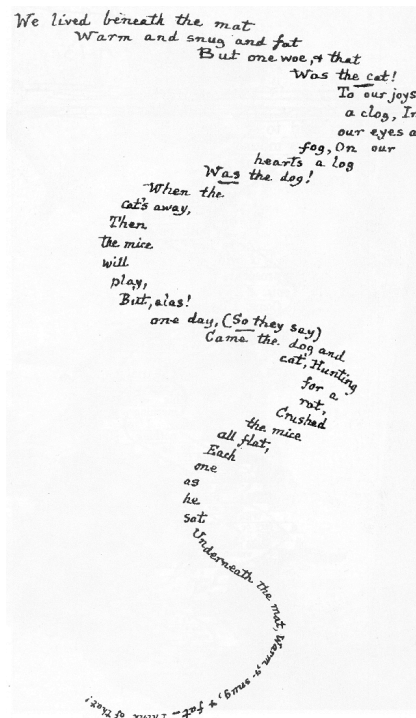 We lived beneath the mat
Warm and snug and fat
But one woe, & that
Was the cat!
To our joys
a clog, In
our eyes a
fog, On our
hearts a log
Was the dog!
When the
cat's away,
Then
the mice
will
play,
But, alas!
one day, (So they say)
Came the dog and
cat, Hunting
for a
rat,
Crushed
the mice
all flat,
Each
one
as
he
sat
Underneath the mat, Warm, & snug, & fat – Think of that!